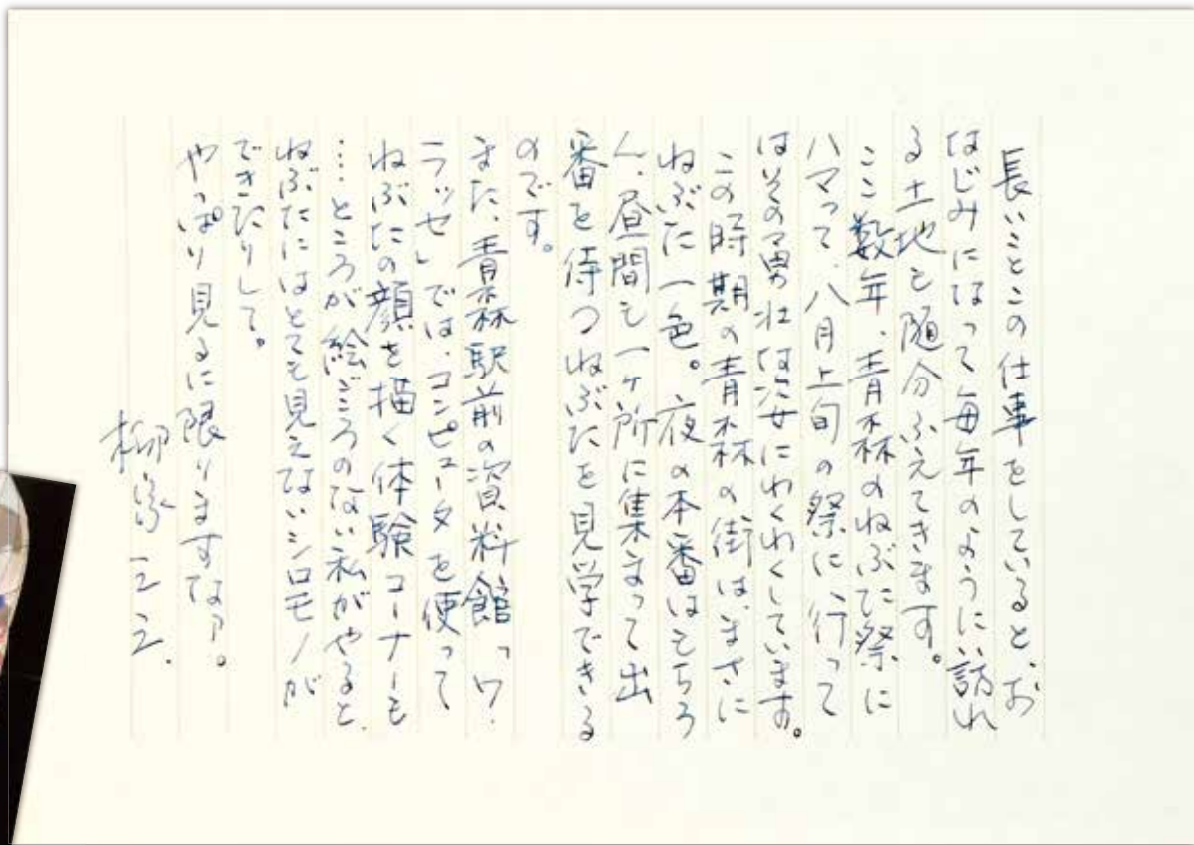 長いことこの仕事をしていると、お
なじみになって毎年のように訪れ
る土地も随分ふえてきます。
ここ数年、青森のねぶた祭に
ハマって、八月上旬の祭に行って
はその勇壮な姿にわくわくしています。
この時期の青森の街は、まさに
ねぶた一色。夜の本番はもちろ
ん、昼間も一ヶ所に集まって出
番を待つねぶたを見学できる
のです。
また、青森駅前の資料館「ワ・
ラッセ」では、コンピュータを使って
ねぶたの顔を描く体験コーナーも
…ところが絵ごころのない私がやると、
ねぶたにはとても見えないシロモノが
できたりして。
やっぱり見るに限りますなァ。
柳家一之.